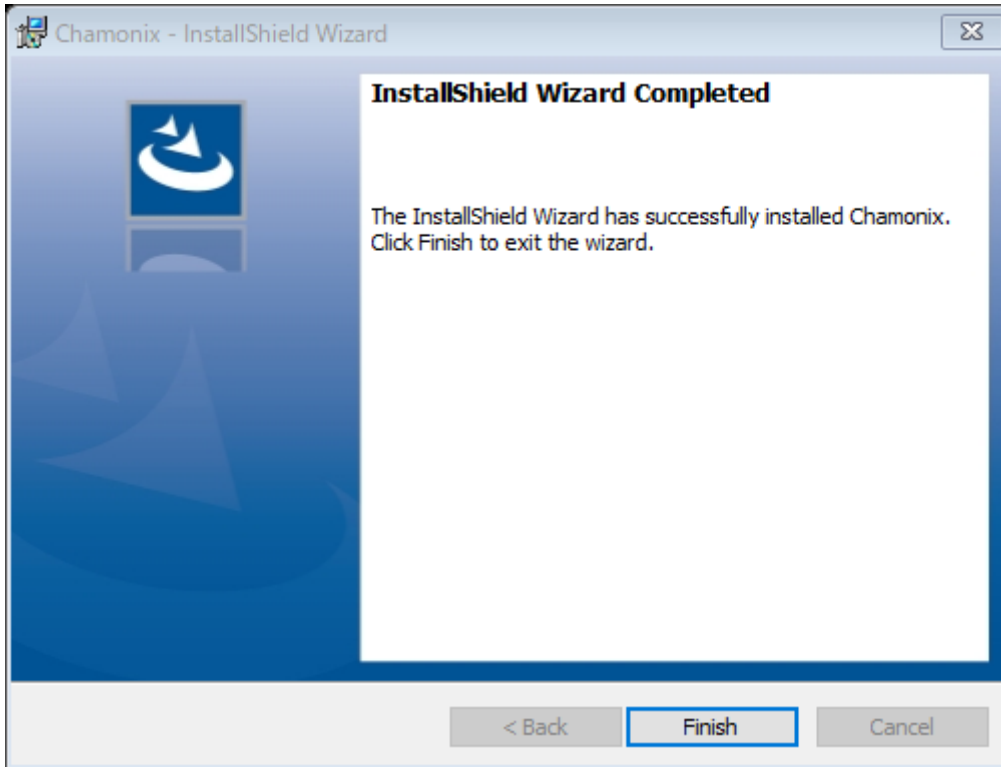 Chamonix - InstallShield Wizard
InstallShield Wizard Completed
The InstallShield Wizard has successfully installed Chamonix.
Click Finish to exit the wizard.
< Back
Finish
Cancel